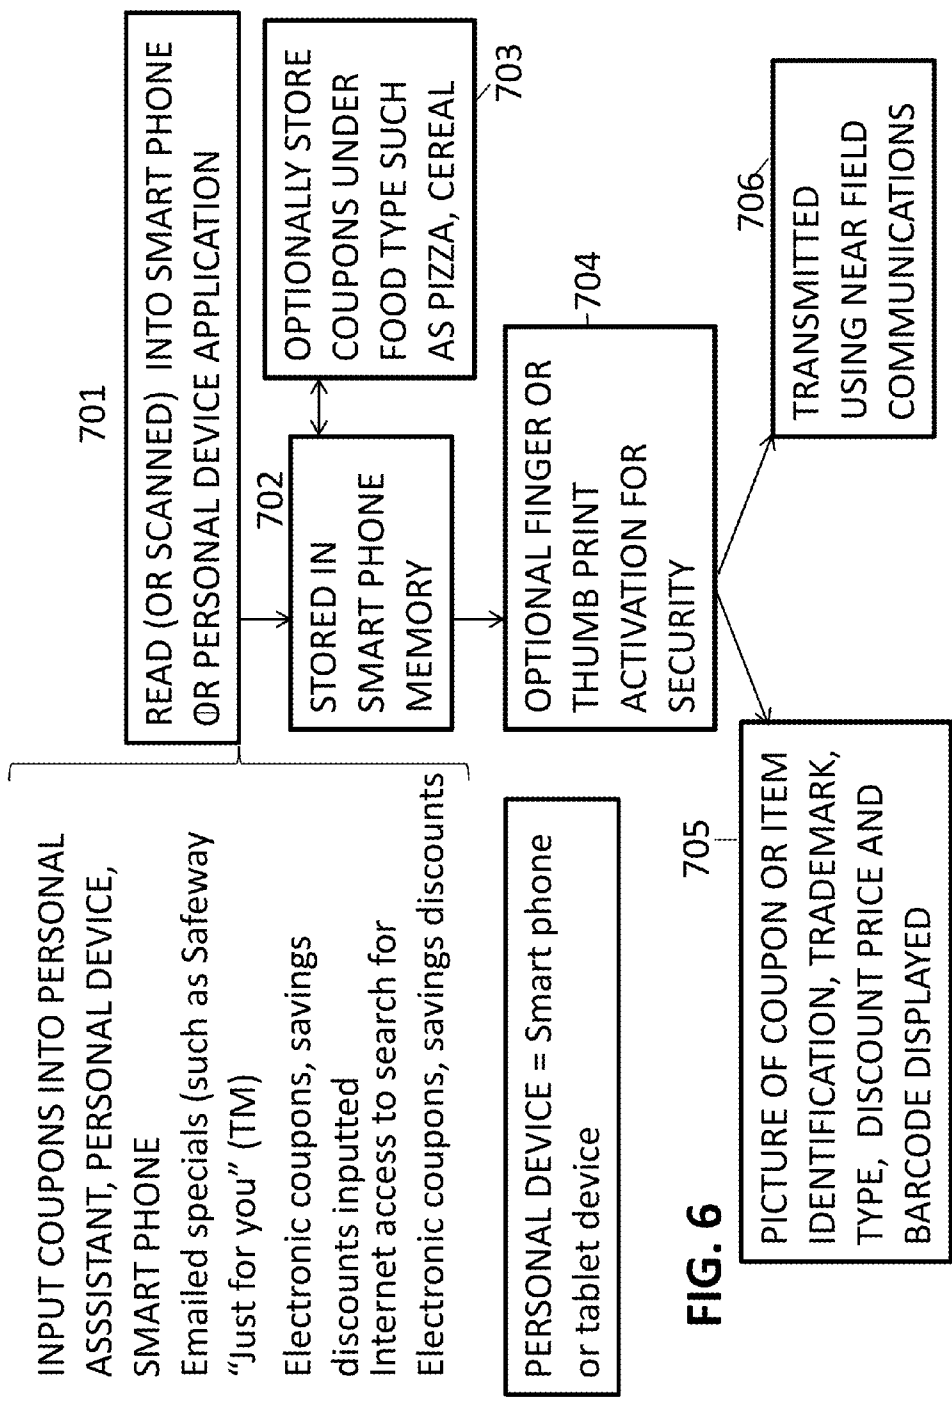 INPUT COUPONS INTO PERSONAL
ASSSISTANT, PERSONAL DEVICE,
SMART PHONE
Emailed specials (such as Safeway
“Just for you” (TM)
Electronic coupons, savings
discounts inputted
Internet access to search for
Electronic coupons, savings discounts
701
READ (OR SCANNED) INTO SMART PHONE
OR PERSONAL DEVICE APPLICATION
702
STORED IN
SMART PHONE
MEMORY
OPTIONALLY STORE
COUPONS UNDER
FOOD TYPE SUCH
AS PIZZA, CEREAL
703
PERSONAL DEVICE = Smart phone
or tablet device
OPTIONAL FINGER OR
THUMB PRINT
ACTIVATION FOR
SECURITY
704
FIG. 6
705
PICTURE OF COUPON OR ITEM
IDENTIFICATION, TRADEMARK,
TYPE, DISCOUNT PRICE AND
BARCODE DISPLAYED
706
TRANSMITTED
USING NEAR FIELD
COMMUNICATIONS